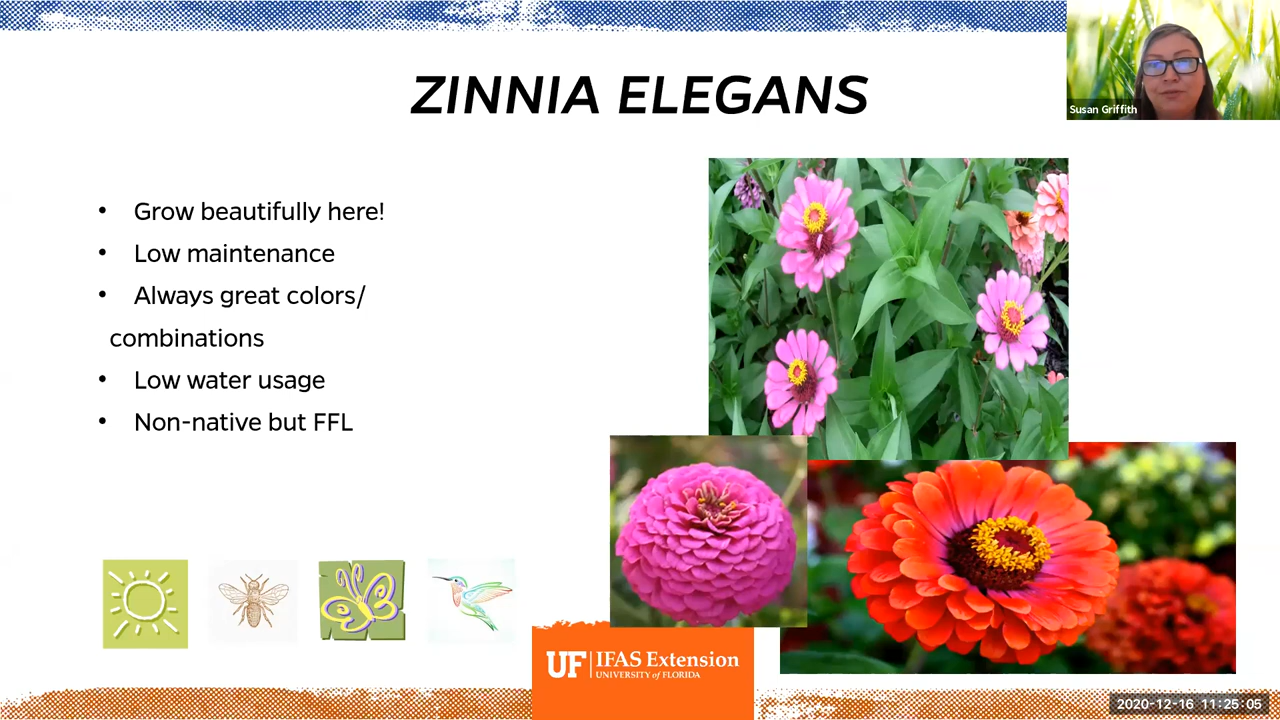 ZINNIA ELEGANS
Susan Griffith
• Grow beautifully here!
• Low maintenance
• Always great colors/
combinations
• Low water usage
• Non-native but FFL
UF IFAS Extension
UNIVERSITY of FLORIDA
2020-12-16 11:25:05